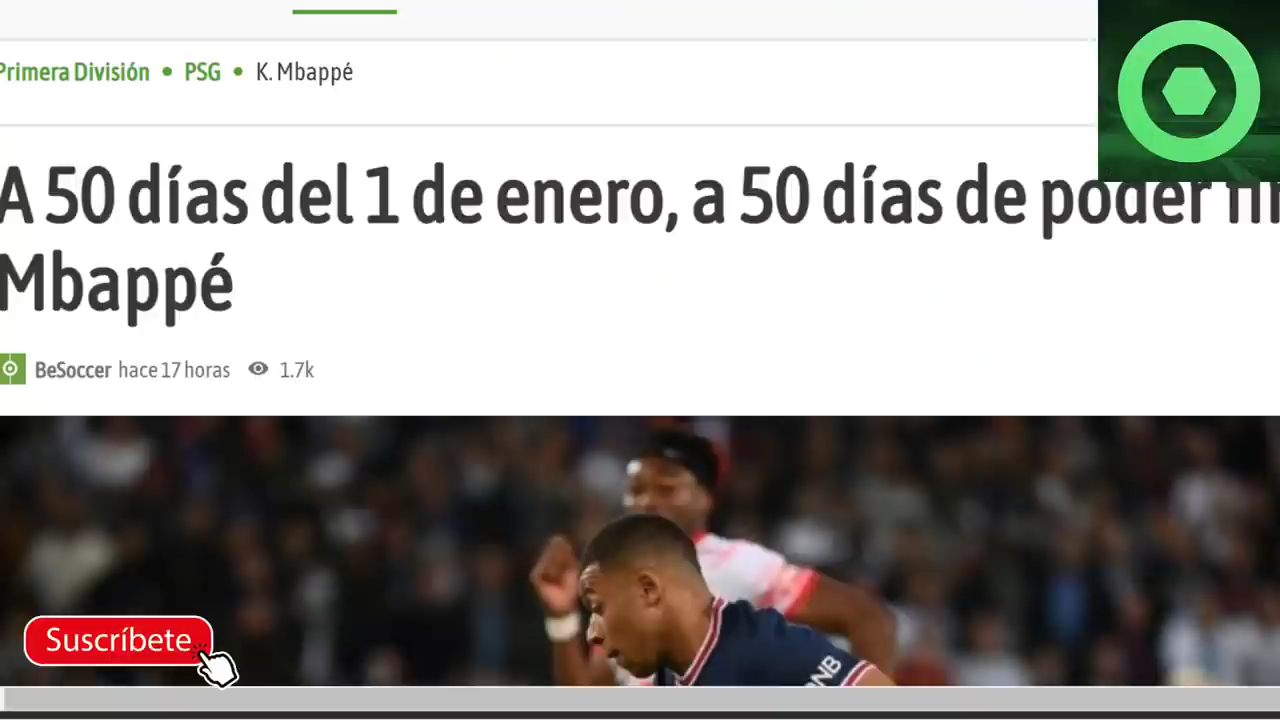 Primera División • PSG • K. Mbappé
A 50 días del 1 de enero, a 50 días de poder
Mbappé
BeSoccer hace 17 horas 1.7k
Suscríbete